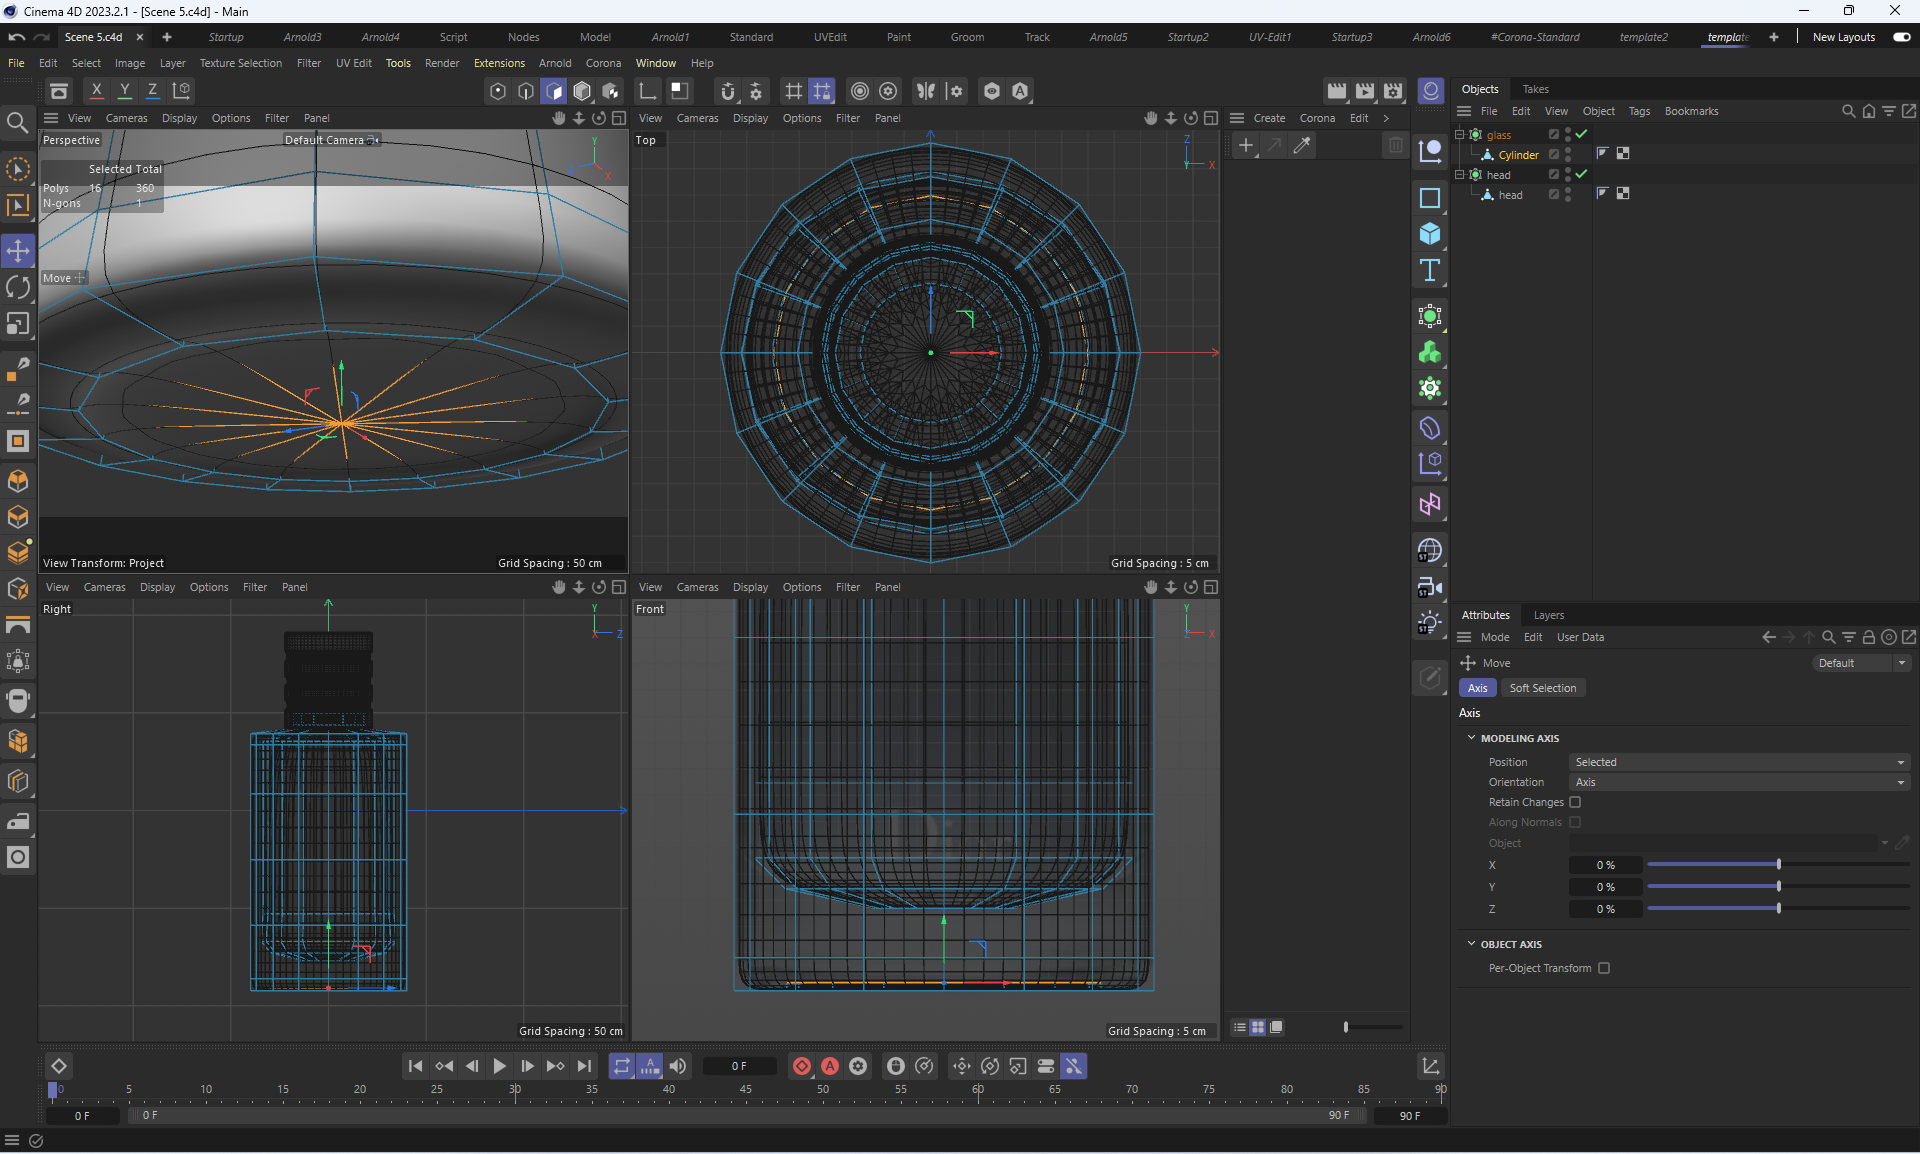 Cinema 4D 2023.2.1 - [Scene 5.c4d] - Main
Scene 5.c4d × + Startup Arnold3 Arnold4 Script Nodes Model Arnold1 Standard UVEdit Paint Groom Track Arnold5 Startup2 UV-Edit1 Startup3 Arnold6 #Corona-Standard template2 template + New Layouts
File Edit Select Image Layer Texture Selection Filter UV Edit Tools Render Extensions Arnold Corona Window Help
X Y Z
Objects Takes
File Edit View Object Tags Bookmarks
View Cameras Display Options Filter Panel
View Cameras Display Options Filter Panel
Create Corona Edit >
Perspective Default Camera
Y X
Selected Total
Polys 16 360
N-gons 1
Move
View Transform: Project
Grid Spacing : 50 cm
Top
Z Y X
Grid Spacing : 5 cm
glass
Cylinder
head
head
View Cameras Display Options Filter Panel
Right
Y X Z
Grid Spacing : 50 cm
View Cameras Display Options Filter Panel
Front
Y Z X
Grid Spacing : 5 cm
ST
ST
ST
Attributes Layers
Mode Edit User Data
Move Default
Axis Soft Selection
Axis
MODELING AXIS
Position Selected
Orientation Axis
Retain Changes
Along Normals
Object
X 0 %
Y 0 %
Z 0 %
OBJECT AXIS
Per-Object Transform
0 F
0 5 10 15 20 25 30 35 40 45 50 55 60 65 70 75 80 85 90
0 F 0 F 90 F 90 F